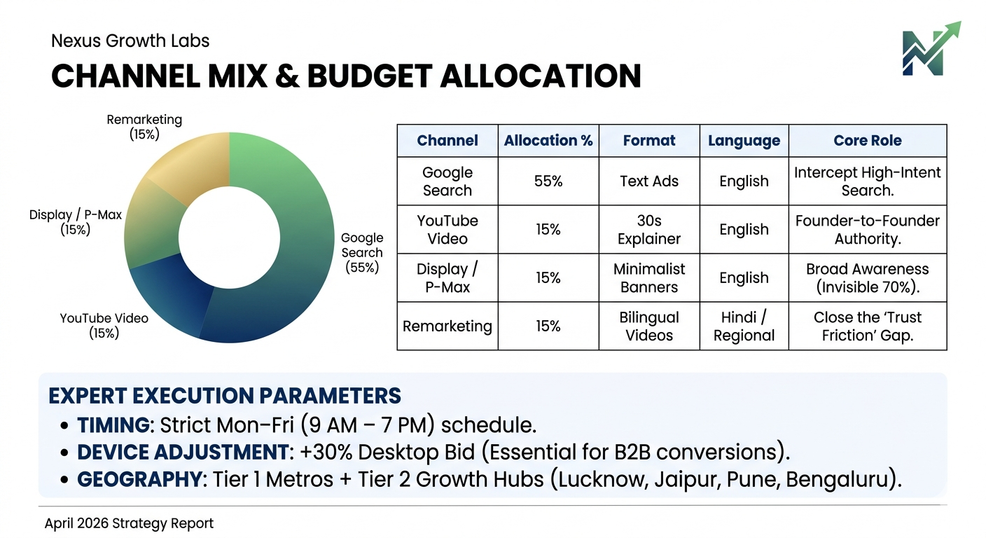 Nexus Growth Labs
CHANNEL MIX & BUDGET ALLOCATION
Remarketing
(15%)
Display / P-Max
(15%)
YouTube Video
(15%)
Google
Search
(55%)
Channel Allocation % Format Language Core Role
Google
Search
55%
Text Ads
English
Intercept High-Intent
Search.
YouTube
Video
15%
30s
Explainer
English
Founder-to-Founder
Authority.
Display /
P-Max
15%
Minimalist
Banners
English
Broad Awareness
(Invisible 70%).
Remarketing
15%
Bilingual
Videos
Hindi /
Regional
Close the ‘Trust
Friction’ Gap.
EXPERT EXECUTION PARAMETERS
• TIMING: Strict Mon–Fri (9 AM – 7 PM) schedule.
• DEVICE ADJUSTMENT: +30% Desktop Bid (Essential for B2B conversions).
• GEOGRAPHY: Tier 1 Metros + Tier 2 Growth Hubs (Lucknow, Jaipur, Pune, Bengaluru).
April 2026 Strategy Report